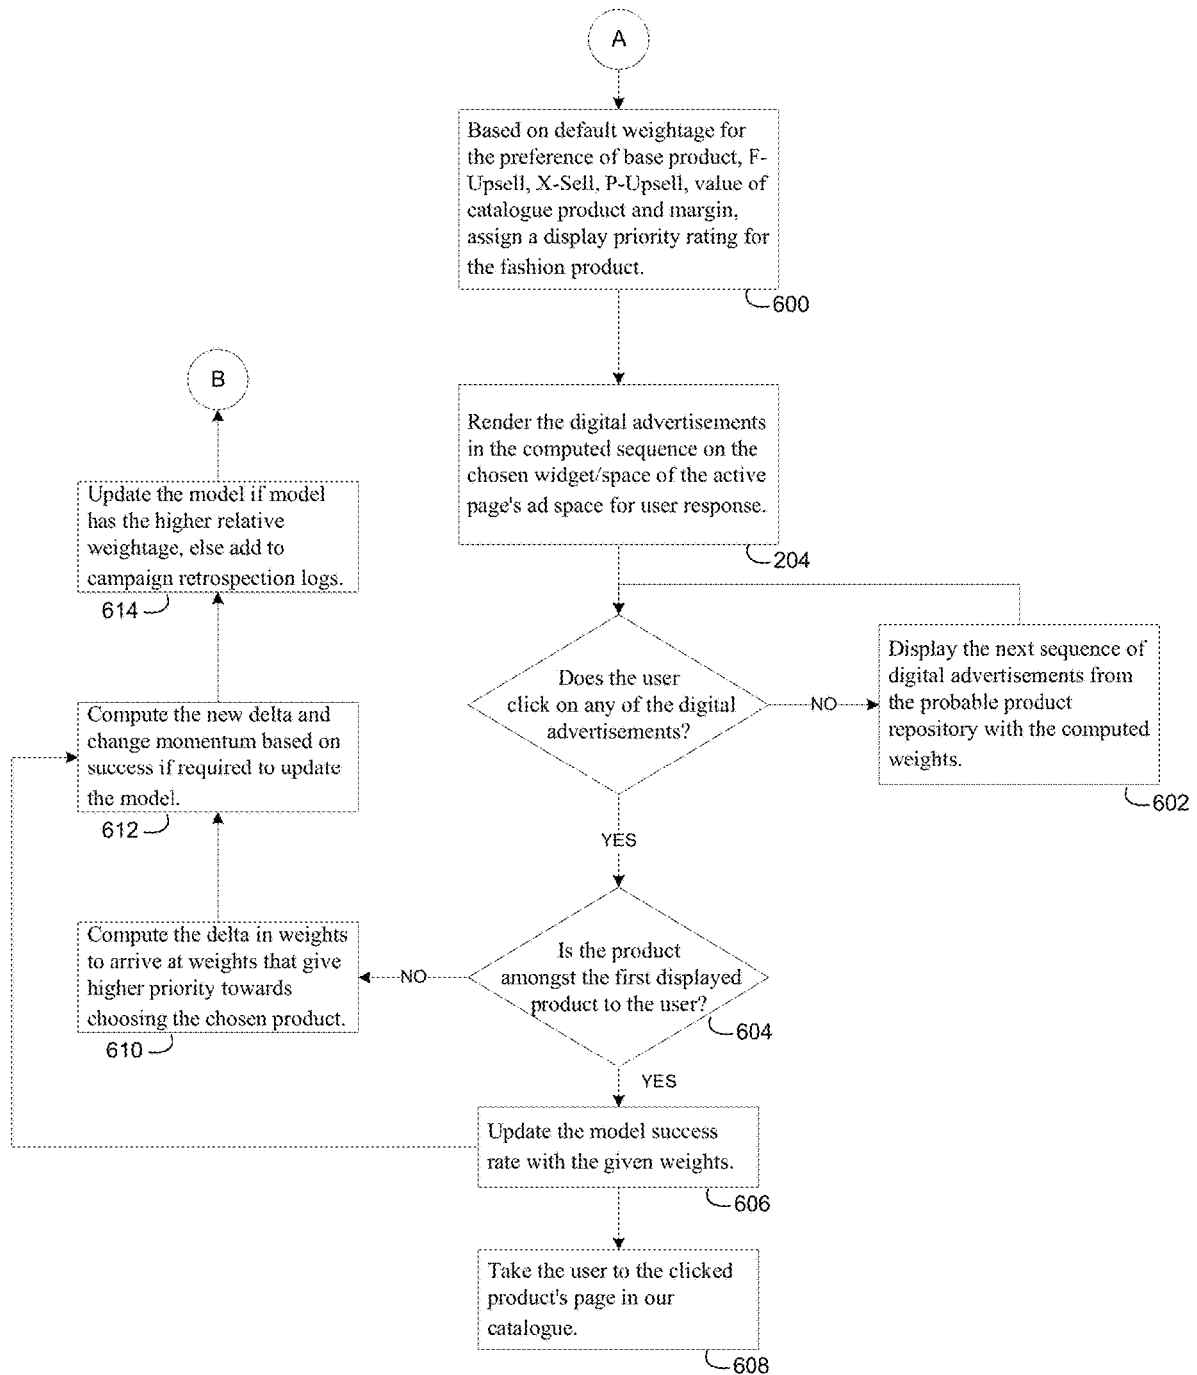 A
Based on default weightage for
the preference of base product, F-
Upsell, X-Sell, P-Upsell, value of
catalogue product and margin,
assign a display priority rating for
the fashion product.
600
B
Render the digital advertisements
in the computed sequence on the
chosen widget/space of the active
page's ad space for user response.
204
Update the model if model
has the higher relative
weightage, else add to
campaign retrospection logs.
614
Does the user
click on any of the digital
advertisements?
NO
Display the next sequence of
digital advertisements from
the probable product
repository with the computed
weights.
602
Compute the new delta and
change momentum based on
success if required to update
the model.
612
YES
Is the product
amongst the first displayed
product to the user?
604
NO
Compute the delta in weights
to arrive at weights that give
higher priority towards
choosing the chosen product.
610
YES
Update the model success
rate with the given weights.
606
Take the user to the clicked
product's page in our
catalogue.
608